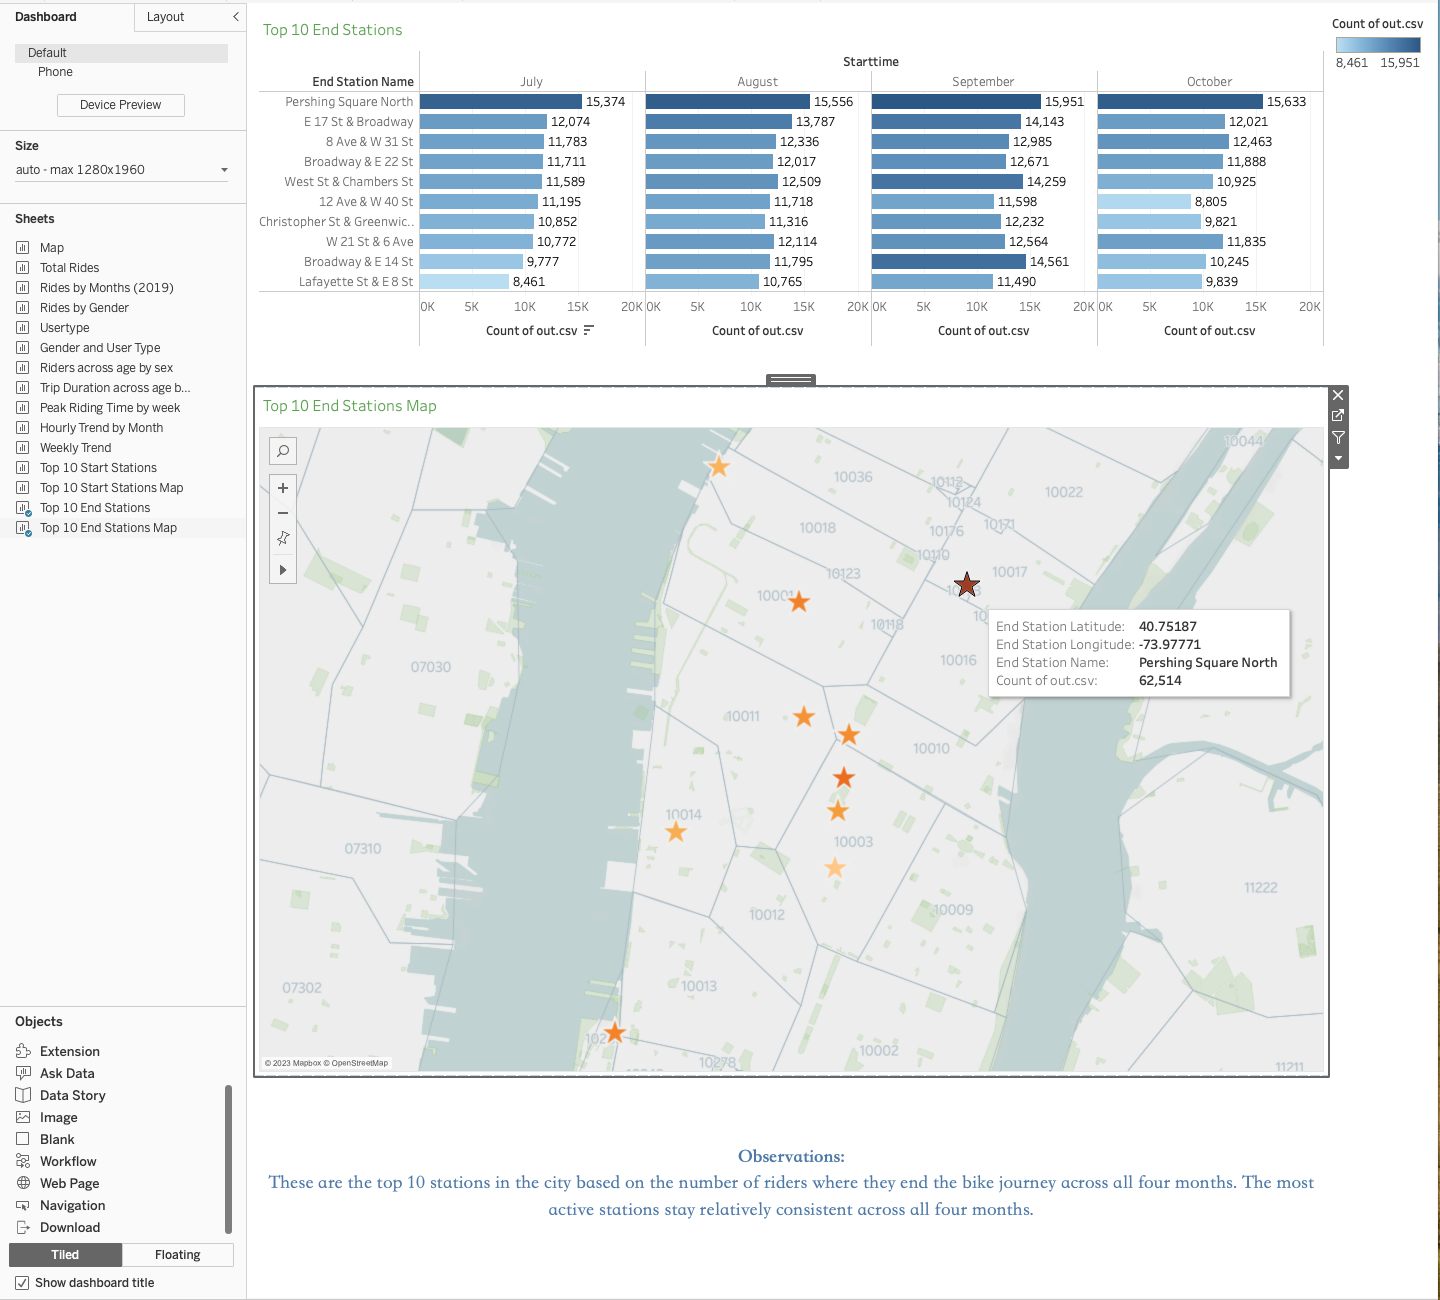 Dashboard
Layout
Default
Phone
Device Preview
Size
auto - max 1280x1960
Sheets
Map
Total Rides
Rides by Months (2019)
Rides by Gender
Usertype
Gender and User Type
Riders across age by sex
Trip Duration across age b...
Peak Riding Time by week
Hourly Trend by Month
Weekly Trend
Top 10 Start Stations
Top 10 Start Stations Map
Top 10 End Stations
Top 10 End Stations Map
Objects
Extension
Ask Data
Data Story
Image
Blank
Workflow
Web Page
Navigation
Download
Tiled Floating
Show dashboard title
Top 10 End Stations
Starttime
End Station Name July August September October
Pershing Square North 15,374 15,556 15,951 15,633
E 17 St & Broadway 12,074 13,787 14,143 12,021
8 Ave & W 31 St 11,783 12,336 12,985 12,463
Broadway & E 22 St 11,711 12,017 12,671 11,888
West St & Chambers St 11,589 12,509 14,259 10,925
12 Ave & W 40 St 11,195 11,718 11,598 8,805
Christopher St & Greenwic.. 10,852 11,316 12,232 9,821
W 21 St & 6 Ave 10,772 12,114 12,564 11,835
Broadway & E 14 St 9,777 11,795 14,561 10,245
Lafayette St & E 8 St 8,461 10,765 11,490 9,839
0K 5K 10K 15K 20K 0K 5K 10K 15K 20K 0K 5K 10K 15K 20K 0K 5K 10K 15K 20K
Count of out.csv Count of out.csv Count of out.csv Count of out.csv
Count of out.csv
8,461 15,951
Top 10 End Stations Map
10044
10036
10112
10022
10124
10018
10176
10171
10110
10123
10017
10001
10118
10016
07030
10011
10010
10014
10003
07310
11222
10012
10009
07302
10013
10002
10278
11211
End Station Latitude: 40.75187
End Station Longitude: -73.97771
End Station Name: Pershing Square North
Count of out.csv: 62,514
© 2023 Mapbox © OpenStreetMap
Observations:
These are the top 10 stations in the city based on the number of riders where they end the bike journey across all four months. The most
active stations stay relatively consistent across all four months.